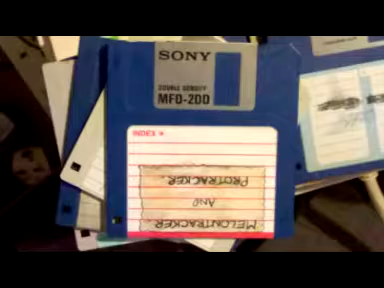 SONY
DOUBLE DENSITY
MFD-2DD
INDEX
MELONTRACKER.
AND
PROTRACKER.